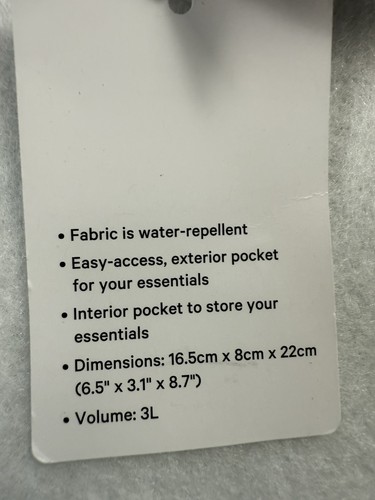 • Fabric is water-repellent
• Easy-access, exterior pocket
for your essentials
• Interior pocket to store your
essentials
• Dimensions: 16.5cm x 8cm x 22cm
(6.5" x 3.1" x 8.7")
• Volume: 3L